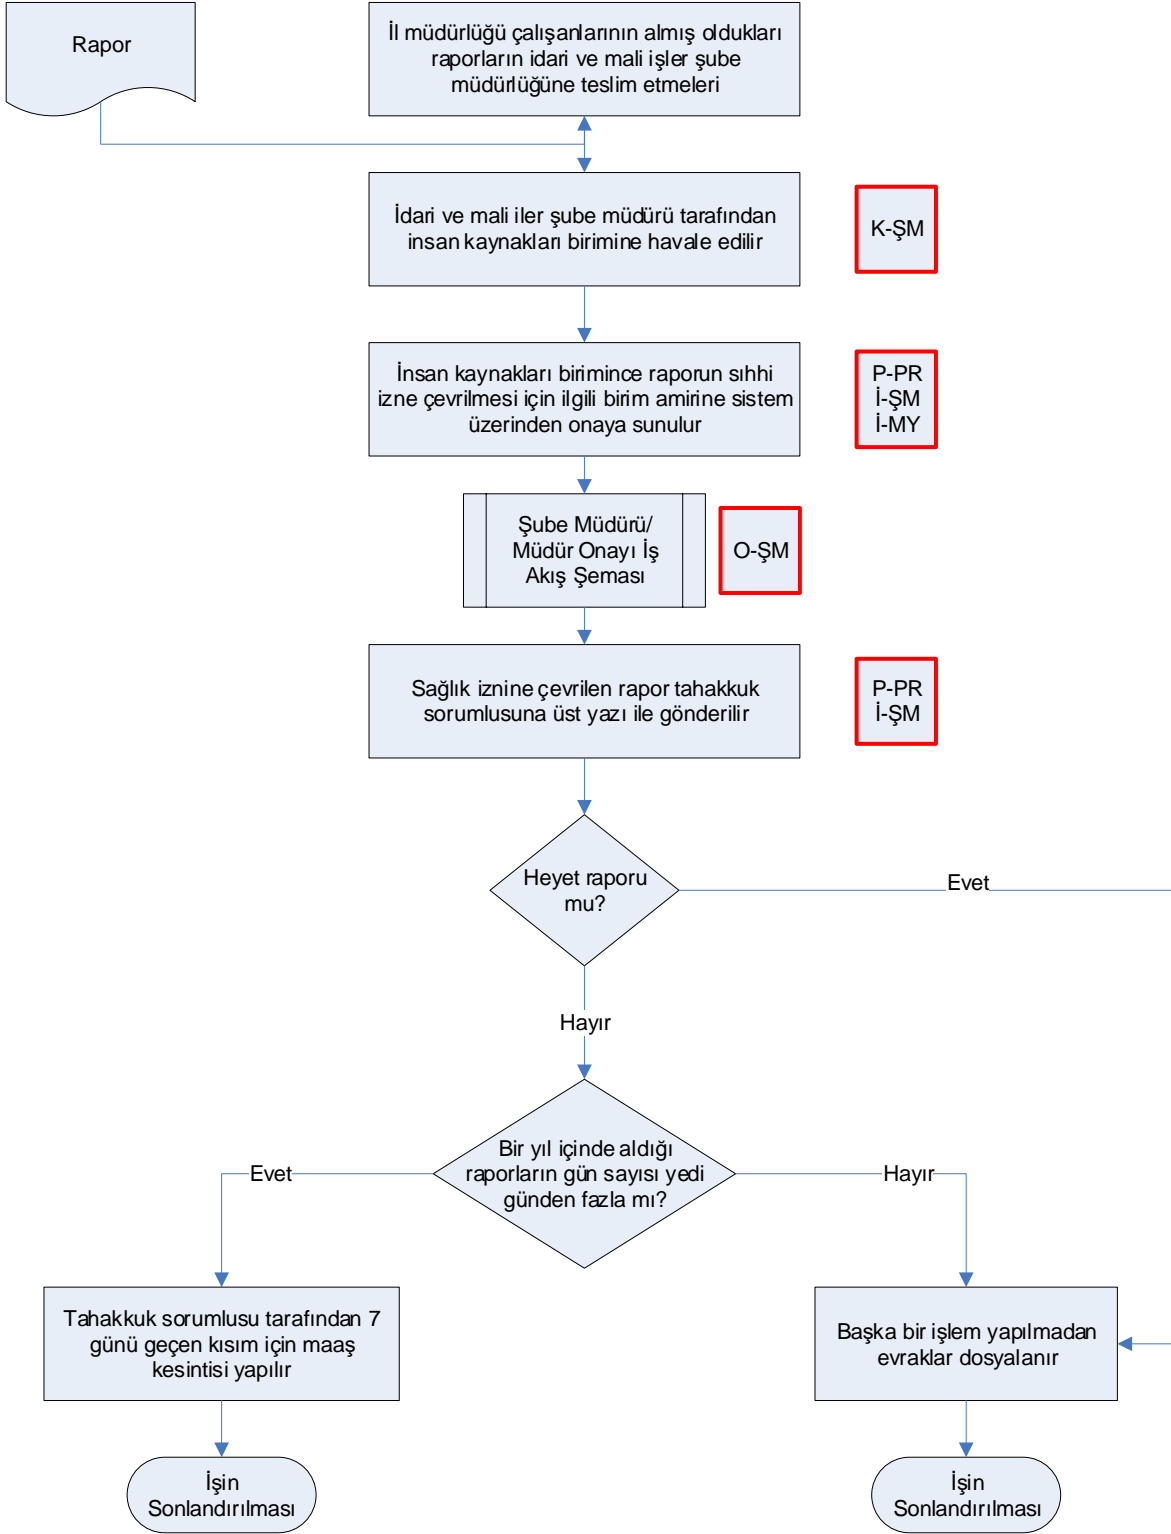 Rapor
İl müdürlüğü çalışanlarının almış oldukları
raporların idari ve mali işler şube
müdürlüğüne teslim etmeleri
İdari ve mali iler şube müdürü tarafından
insan kaynakları birimine havale edilir
K-ŞM
İnsan kaynakları birimince raporun sıhhi
izne çevrilmesi için ilgili birim amirine sistem
üzerinden onaya sunulur
P-PR
İ-ŞM
İ-MY
Şube Müdürü/
Müdür Onayı İş
Akış Şeması
O-ŞM
Sağlık iznine çevrilen rapor tahakkuk
sorumlusuna üst yazı ile gönderilir
P-PR
İ-ŞM
Heyet raporu
mu?
Evet
Hayır
Bir yıl içinde aldığı
raporların gün sayısı yedi
günden fazla mı?
Evet
Hayır
Tahakkuk sorumlusu tarafından 7
günü geçen kısım için maaş
kesintisi yapılır
Başka bir işlem yapılmadan
evraklar dosyalanır
İşin
Sonlandırılması
İşin
Sonlandırılması